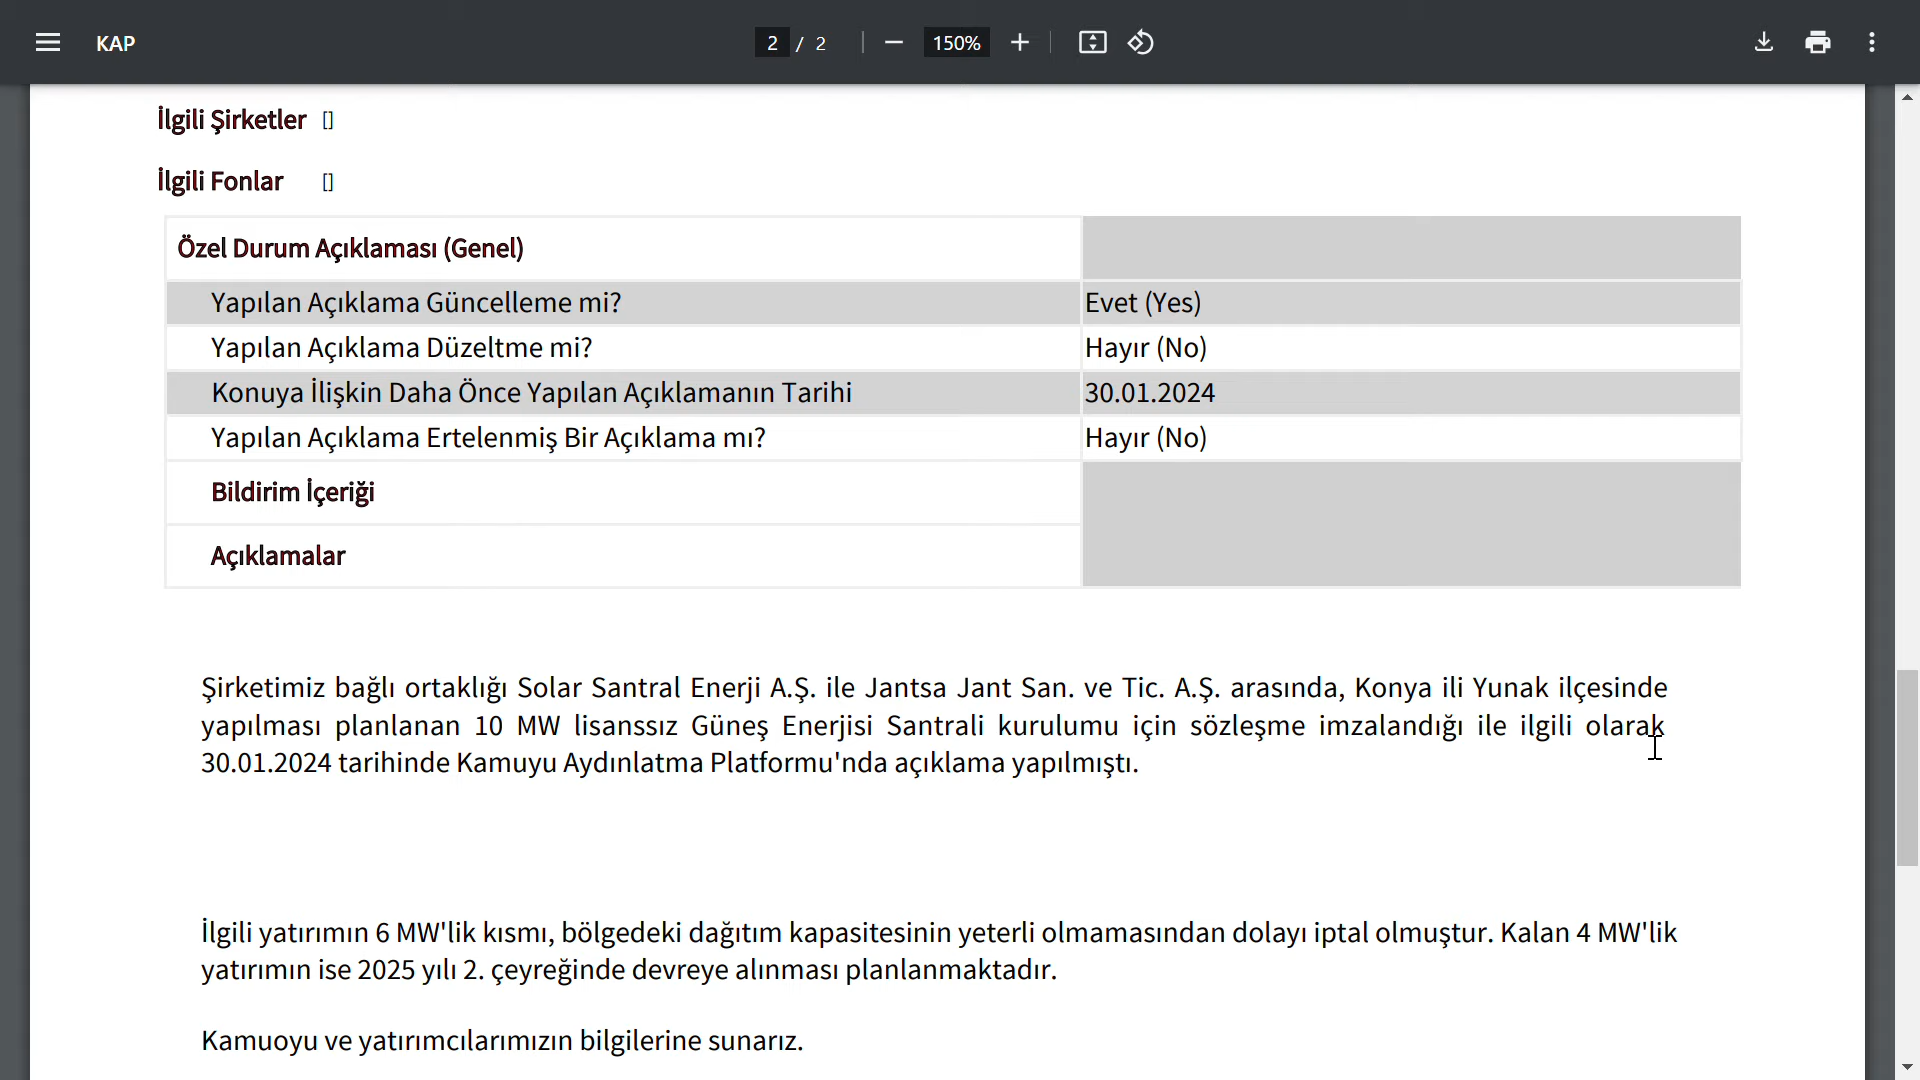 KAP
2 / 2
150%
İlgili Şirketler []
İlgili Fonlar []
Özel Durum Açıklaması (Genel)
Yapılan Açıklama Güncelleme mi? Evet (Yes)
Yapılan Açıklama Düzeltme mi? Hayır (No)
Konuya İlişkin Daha Önce Yapılan Açıklamanın Tarihi 30.01.2024
Yapılan Açıklama Ertelenmiş Bir Açıklama mı? Hayır (No)
Bildirim İçeriği
Açıklamalar
Şirketimiz bağlı ortaklığı Solar Santral Enerji A.Ş. ile Jantsa Jant San. ve Tic. A.Ş. arasında, Konya ili Yunak ilçesinde
yapılması planlanan 10 MW lisanssız Güneş Enerjisi Santrali kurulumu için sözleşme imzalandığı ile ilgili olarak
30.01.2024 tarihinde Kamuyu Aydınlatma Platformu'nda açıklama yapılmıştı.
İlgili yatırımın 6 MW'lik kısmı, bölgedeki dağıtım kapasitesinin yeterli olmamasından dolayı iptal olmuştur. Kalan 4 MW'lik
yatırımın ise 2025 yılı 2. çeyreğinde devreye alınması planlanmaktadır.
Kamuoyu ve yatırımcılarımızın bilgilerine sunarız.